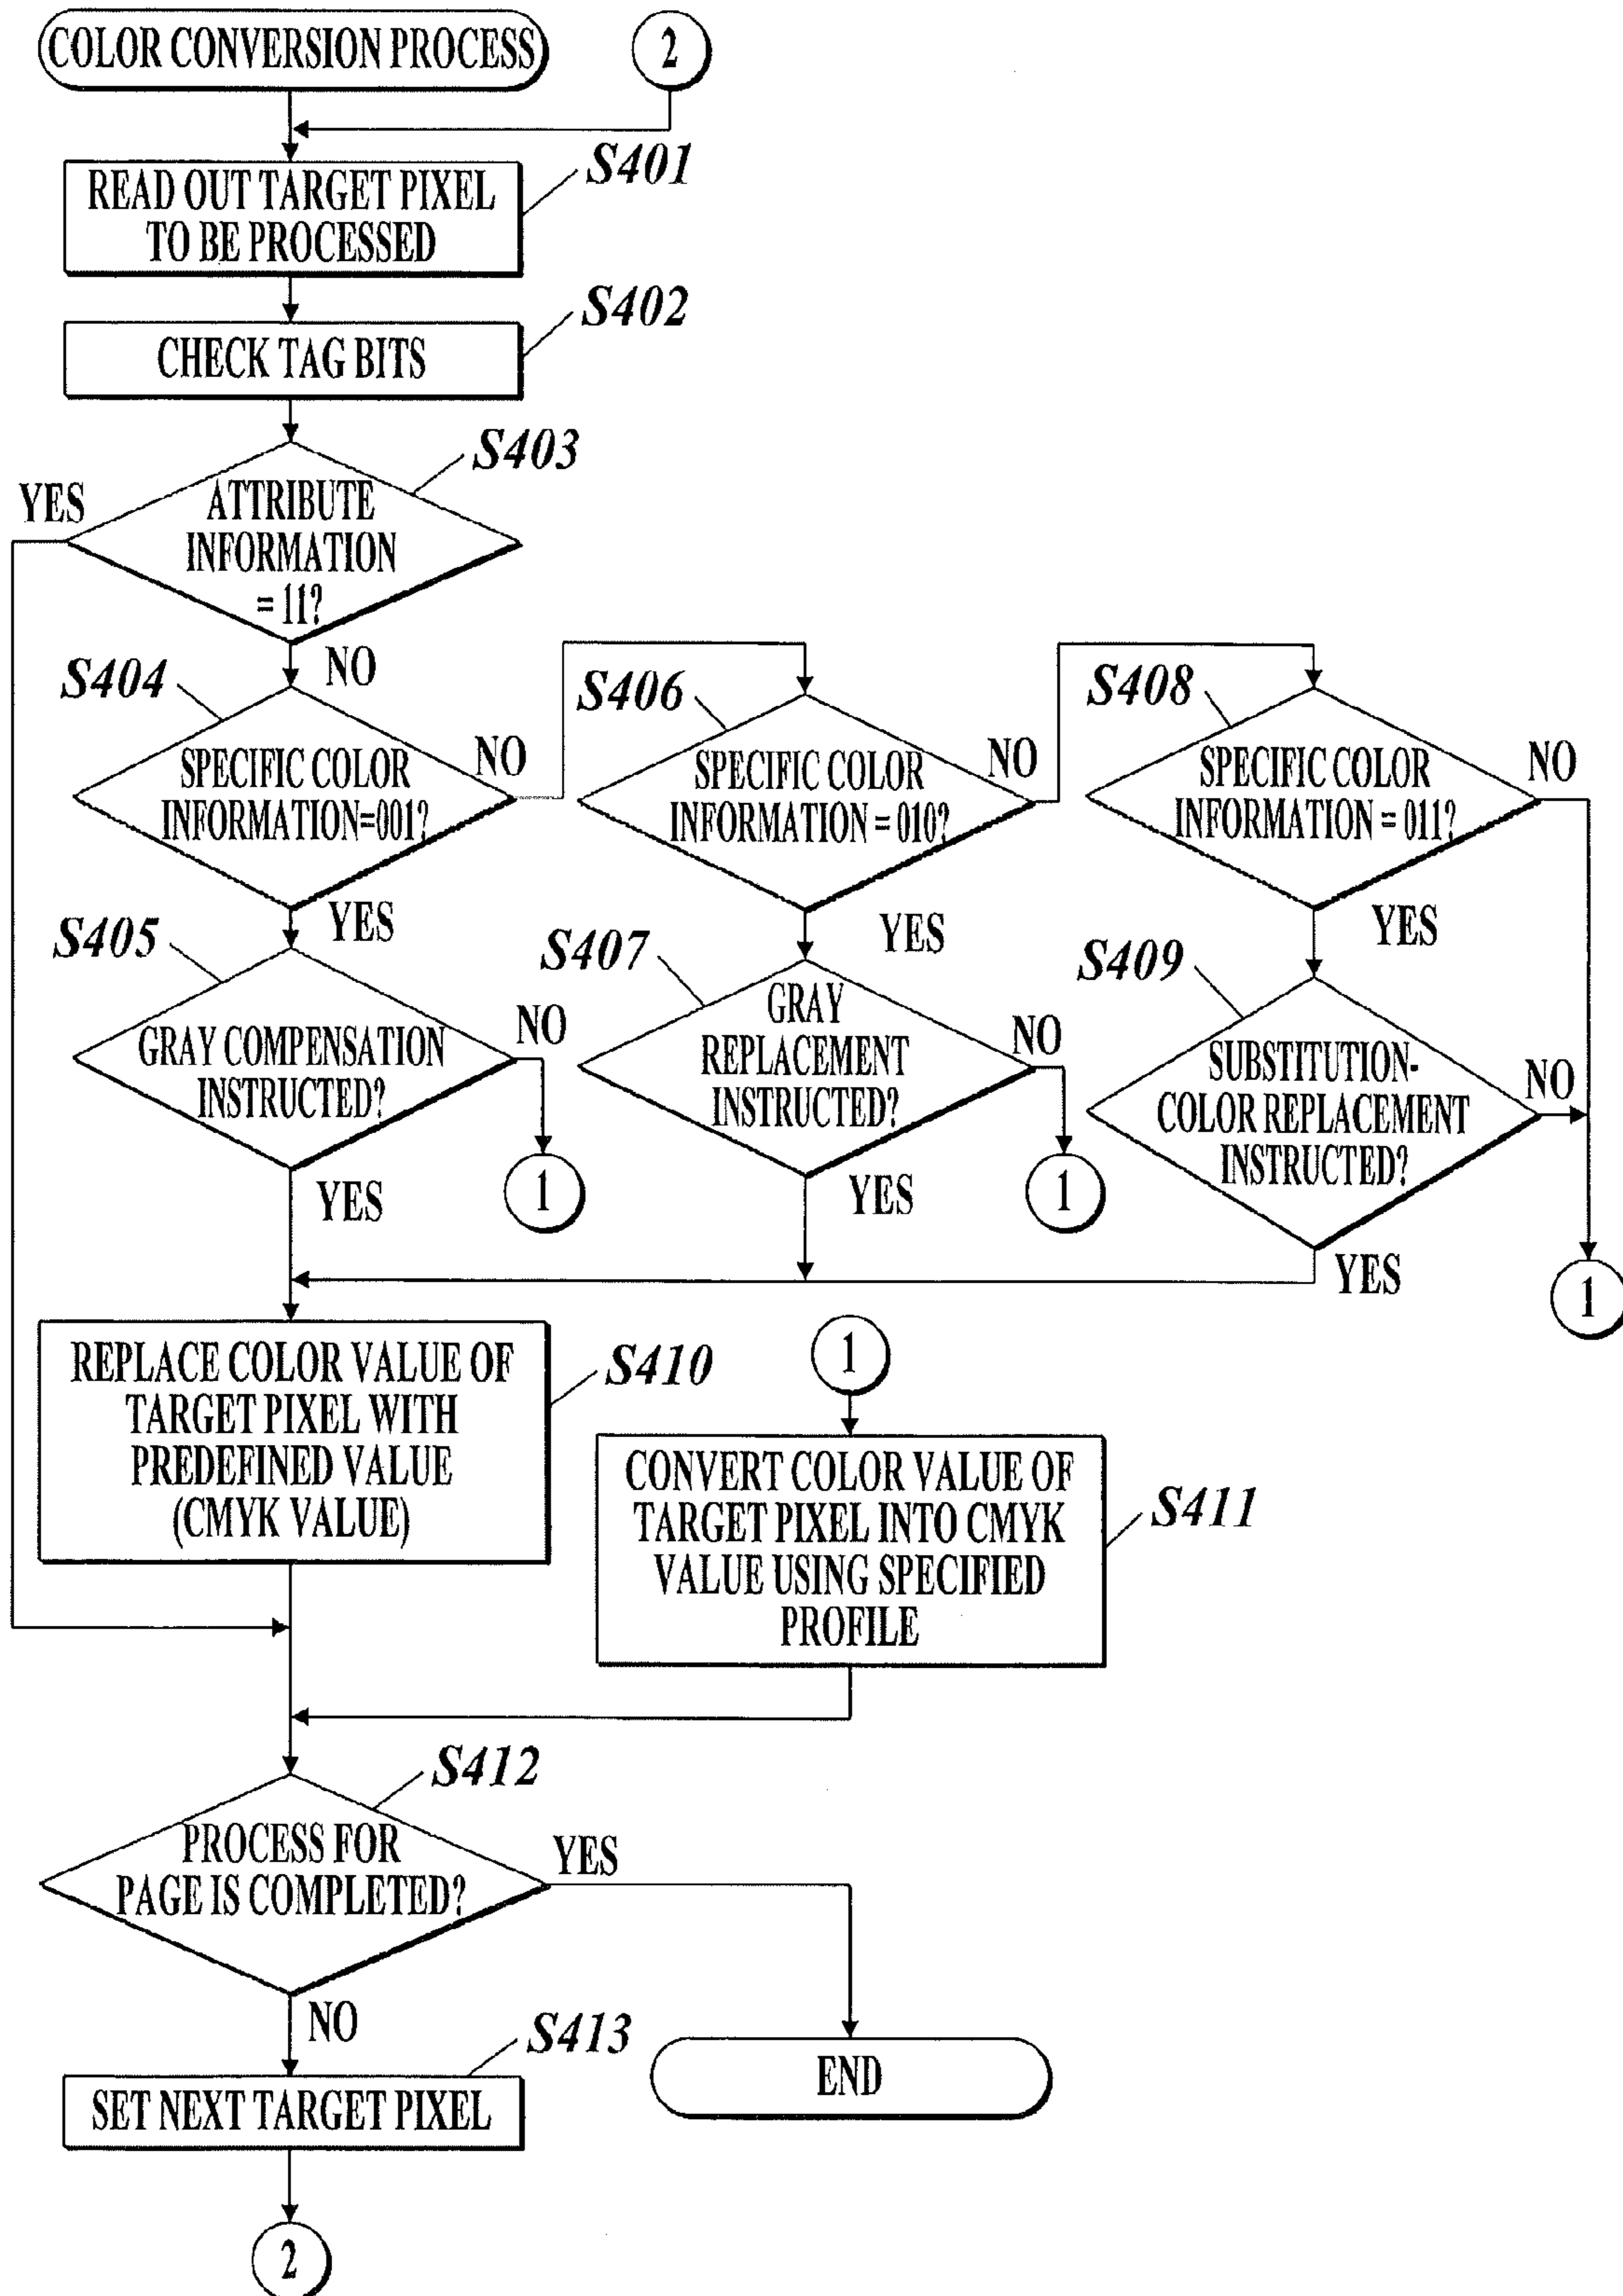 COLOR CONVERSION PROCESS
2
S401
READ OUT TARGET PIXEL
TO BE PROCESSED
S402
CHECK TAG BITS
S403
YES
ATTRIBUTE
INFORMATION
= 11?
NO
S404
SPECIFIC COLOR
INFORMATION=001?
NO
S406
SPECIFIC COLOR
INFORMATION = 010?
NO
S408
SPECIFIC COLOR
INFORMATION = 011?
NO
YES
YES
YES
S405
GRAY COMPENSATION
INSTRUCTED?
NO
1
YES
S407
GRAY
REPLACEMENT
INSTRUCTED?
NO
1
YES
S409
SUBSTITUTION-
COLOR REPLACEMENT
INSTRUCTED?
NO
YES
1
REPLACE COLOR VALUE OF
TARGET PIXEL WITH
PREDEFINED VALUE
(CMYK VALUE)
S410
1
CONVERT COLOR VALUE OF
TARGET PIXEL INTO CMYK
VALUE USING SPECIFIED
PROFILE
S411
S412
PROCESS FOR
PAGE IS COMPLETED?
YES
NO
S413
SET NEXT TARGET PIXEL
END
2